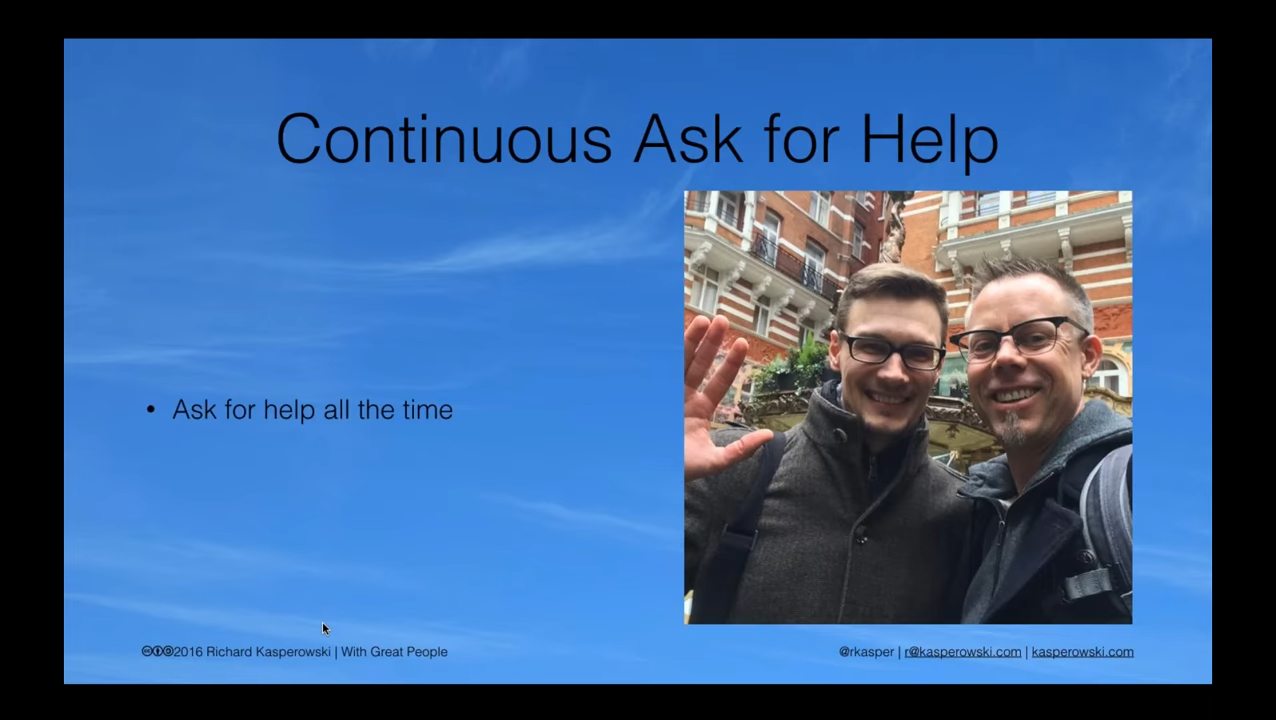 Continuous Ask for Help
• Ask for help all the time
🅭🅯🄎2016 Richard Kasperowski | With Great People
@rkasper | r@kasperowski.com | kasperowski.com